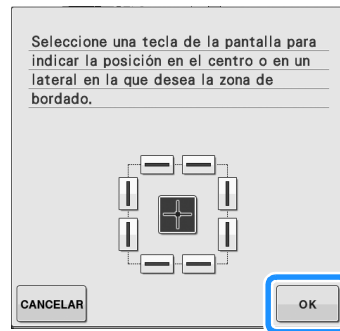 Seleccione una tecla de la pantalla para
indicar la posición en el centro o en un
lateral en la que desea la zona de
bordado.
CANCELAR
OK